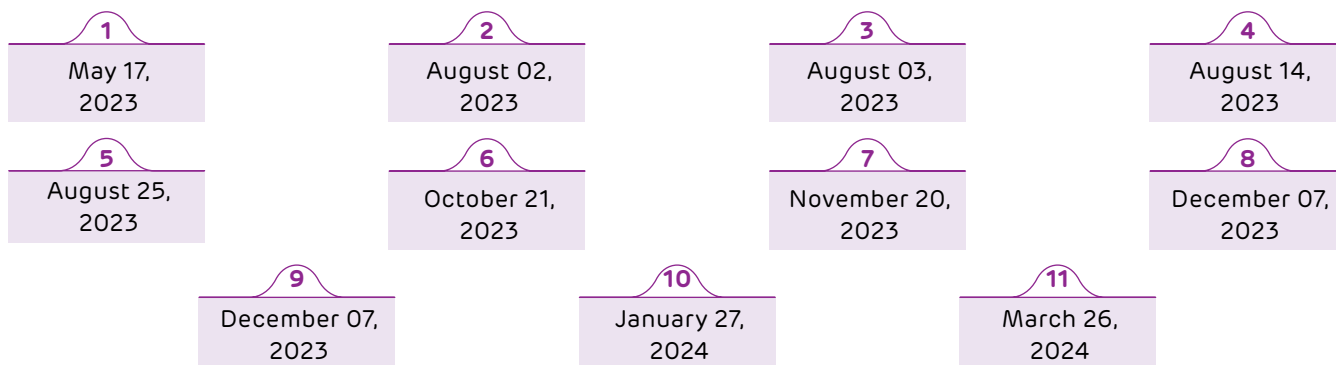 1
May 17,
2023
2
August 02,
2023
3
August 03,
2023
4
August 14,
2023
5
August 25,
2023
6
October 21,
2023
7
November 20,
2023
8
December 07,
2023
9
December 07,
2023
10
January 27,
2024
11
March 26,
2024